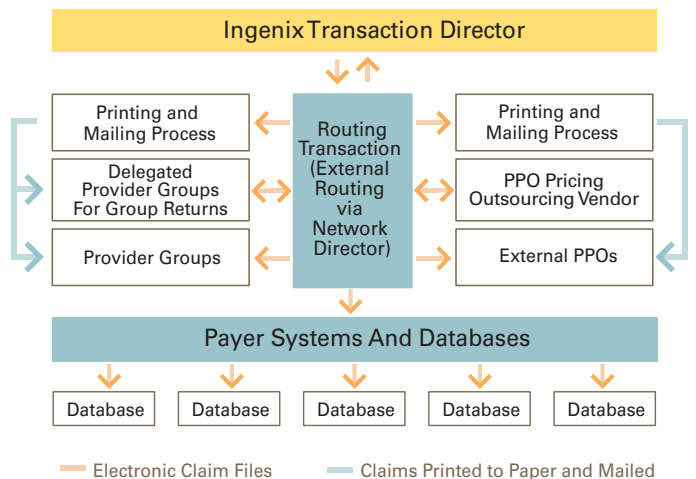 Ingenix Transaction Director
Printing and
Mailing Process
Delegated
Provider Groups
For Group Returns
Provider Groups
Routing
Transaction
(External
Routing
via
Network
Director)
Printing and
Mailing Process
PPO Pricing
Outsourcing Vendor
External PPOs
Payer Systems And Databases
Database
Database
Database
Database
Database
Electronic Claim Files
Claims Printed to Paper and Mailed